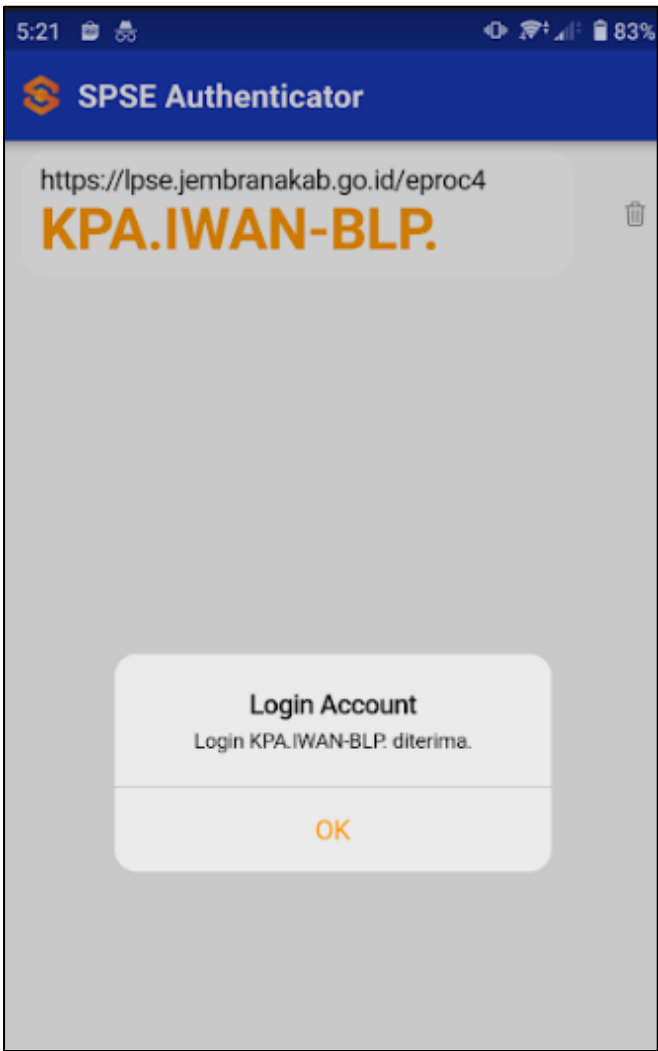 5:21
83%
SPSE Authenticator
https://lpse.jembranakab.go.id/eproc4
KPA.IWAN-BLP.
Login Account
Login KPA.IWAN-BLP. diterima.
OK